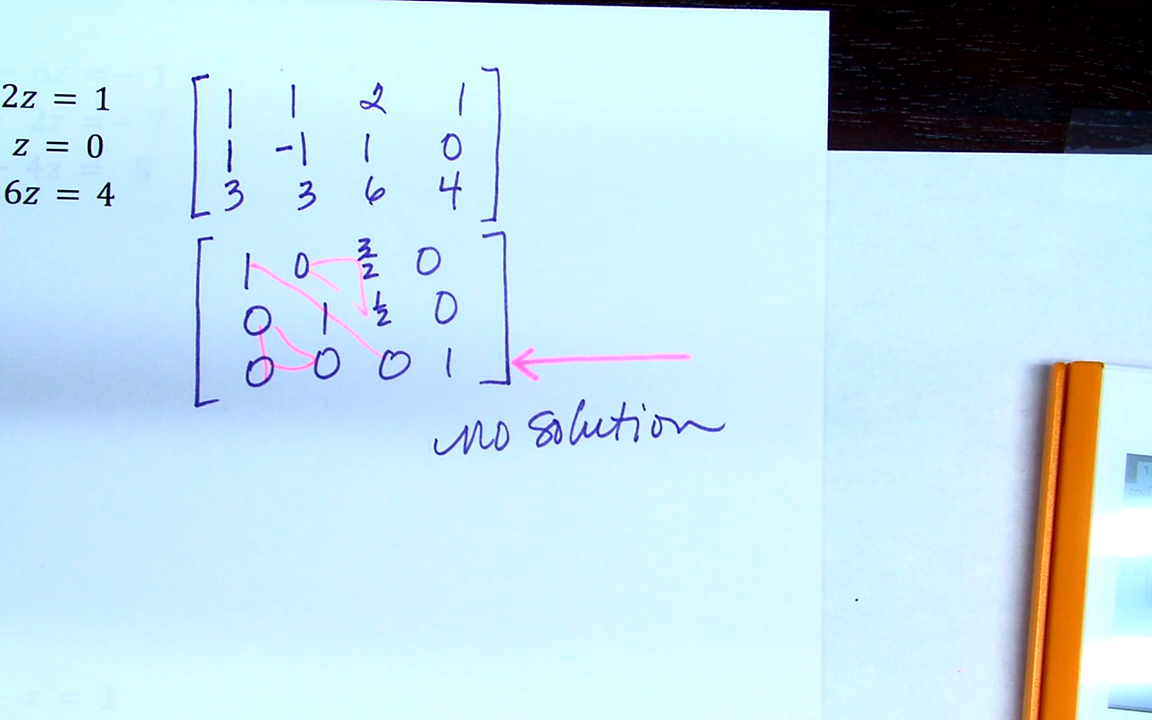 2z = 1
z = 0
6z = 4
1 1 2 1
1 -1 1 0
3 3 6 4
1 0 3/2 0
0 1 1/2 0
0 0 0 1
no solution